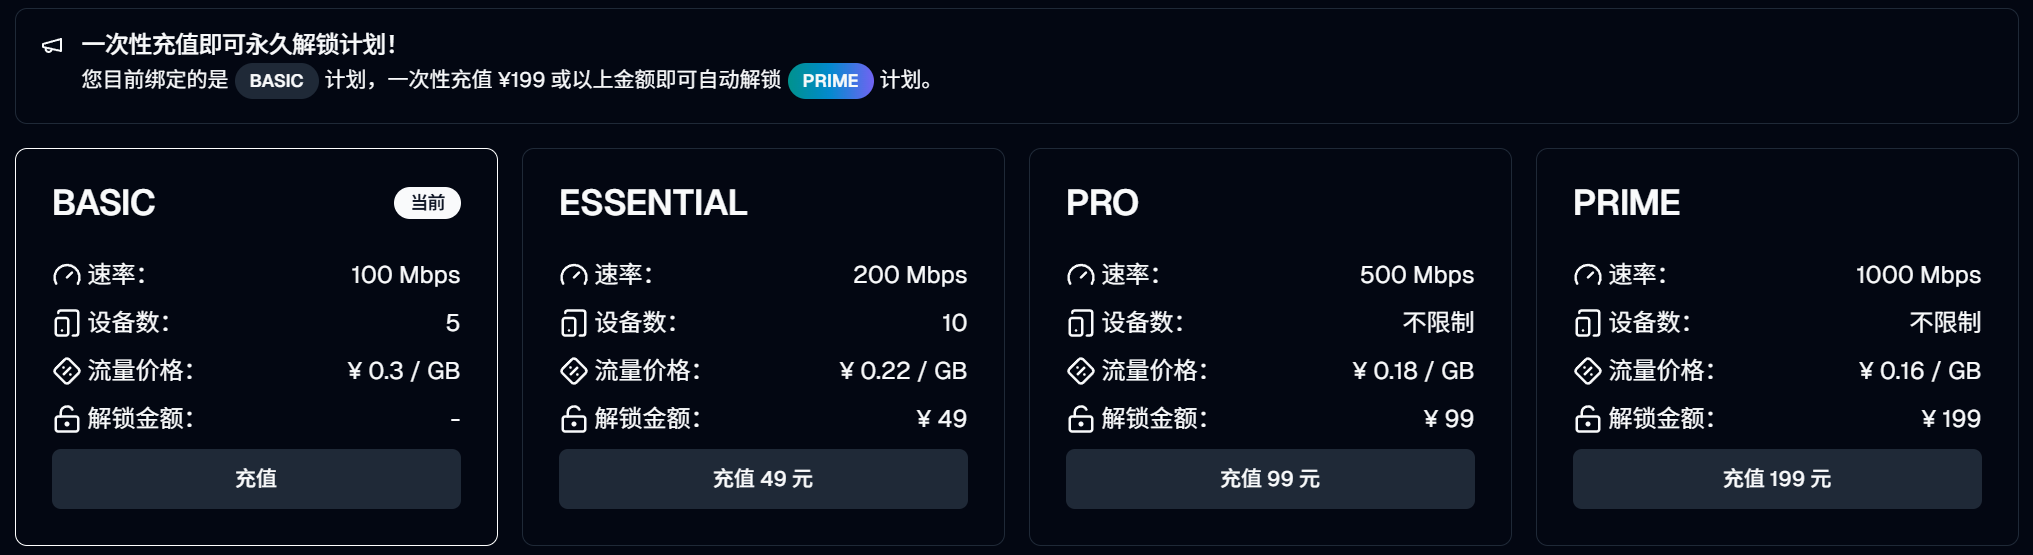 一次性充值即可永久解锁计划！
您目前绑定的是 BASIC 计划，一次性充值 ¥199 或以上金额即可自动解锁 PRIME 计划。
BASIC 当前
速率： 100 Mbps
设备数： 5
流量价格： ¥ 0.3 / GB
解锁金额： -
充值
ESSENTIAL
速率： 200 Mbps
设备数： 10
流量价格： ¥ 0.22 / GB
解锁金额： ¥ 49
充值 49 元
PRO
速率： 500 Mbps
设备数： 不限制
流量价格： ¥ 0.18 / GB
解锁金额： ¥ 99
充值 99 元
PRIME
速率： 1000 Mbps
设备数： 不限制
流量价格： ¥ 0.16 / GB
解锁金额： ¥ 199
充值 199 元